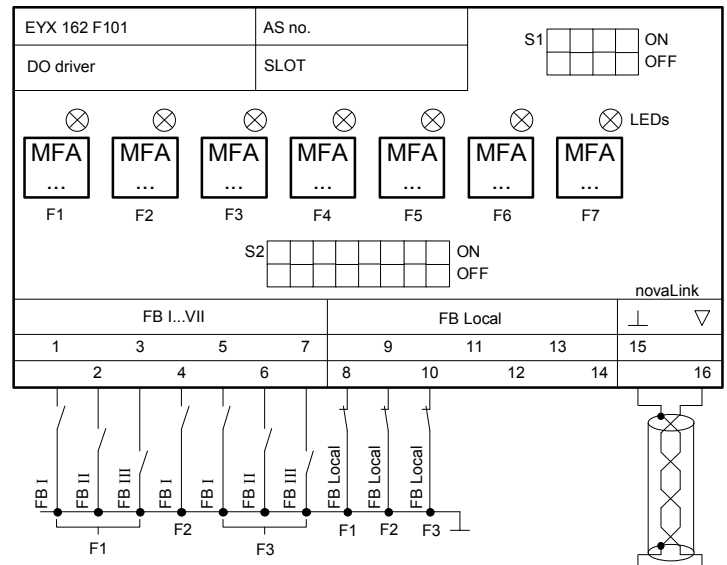 EYX 162 F101 AS no.
S1 ON
OFF
DO driver SLOT
LEDs
MFA MFA MFA MFA MFA MFA MFA
... ... ... ... ... ... ...
F1 F2 F3 F4 F5 F6 F7
S2 ON
OFF
novaLink
FB I...VII FB Local
1 3 5 7 9 11 13 15
2 4 6 8 10 12 14 16
FB I FB II FB III FB I FB I FB II FB III FB Local FB Local FB Local
F1 F2 F3 F1 F2 F3